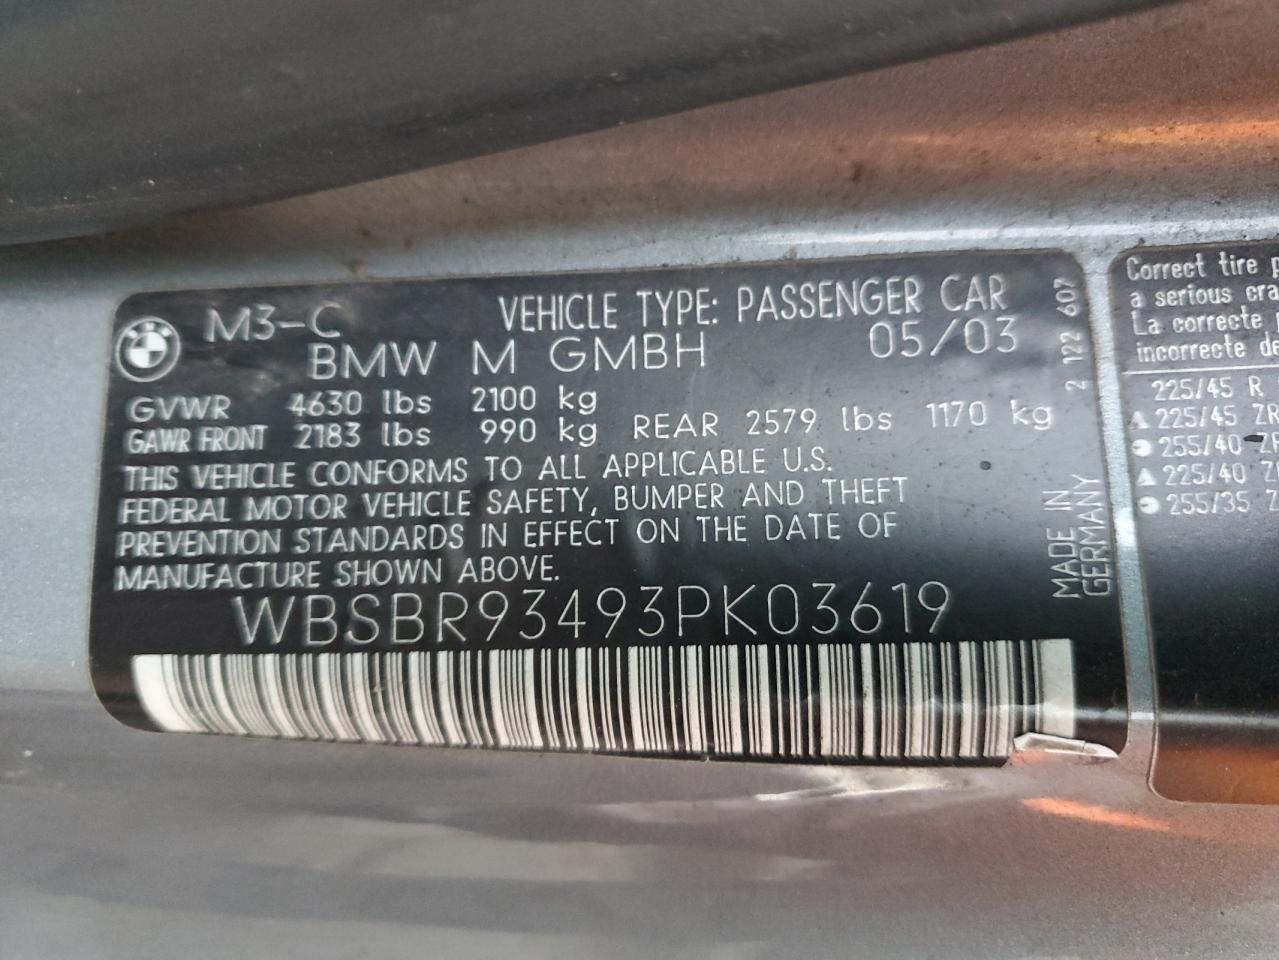 M3-C
VEHICLE TYPE: PASSENGER CAR
BMW M GMBH
05/03
GVWR 4630 lbs 2100 kg
GAWR FRONT 2183 lbs 990 kg REAR 2579 lbs 1170 kg
THIS VEHICLE CONFORMS TO ALL APPLICABLE U.S.
FEDERAL MOTOR VEHICLE SAFETY, BUMPER AND THEFT
PREVENTION STANDARDS IN EFFECT ON THE DATE OF
MANUFACTURE SHOWN ABOVE.
WBSBR93493PK03619
2 122 607
MADE IN
GERMANY
Correct tire
a serious
La correcte
incorrecte
225/45 R
225/45
255/40
225/40
255/35